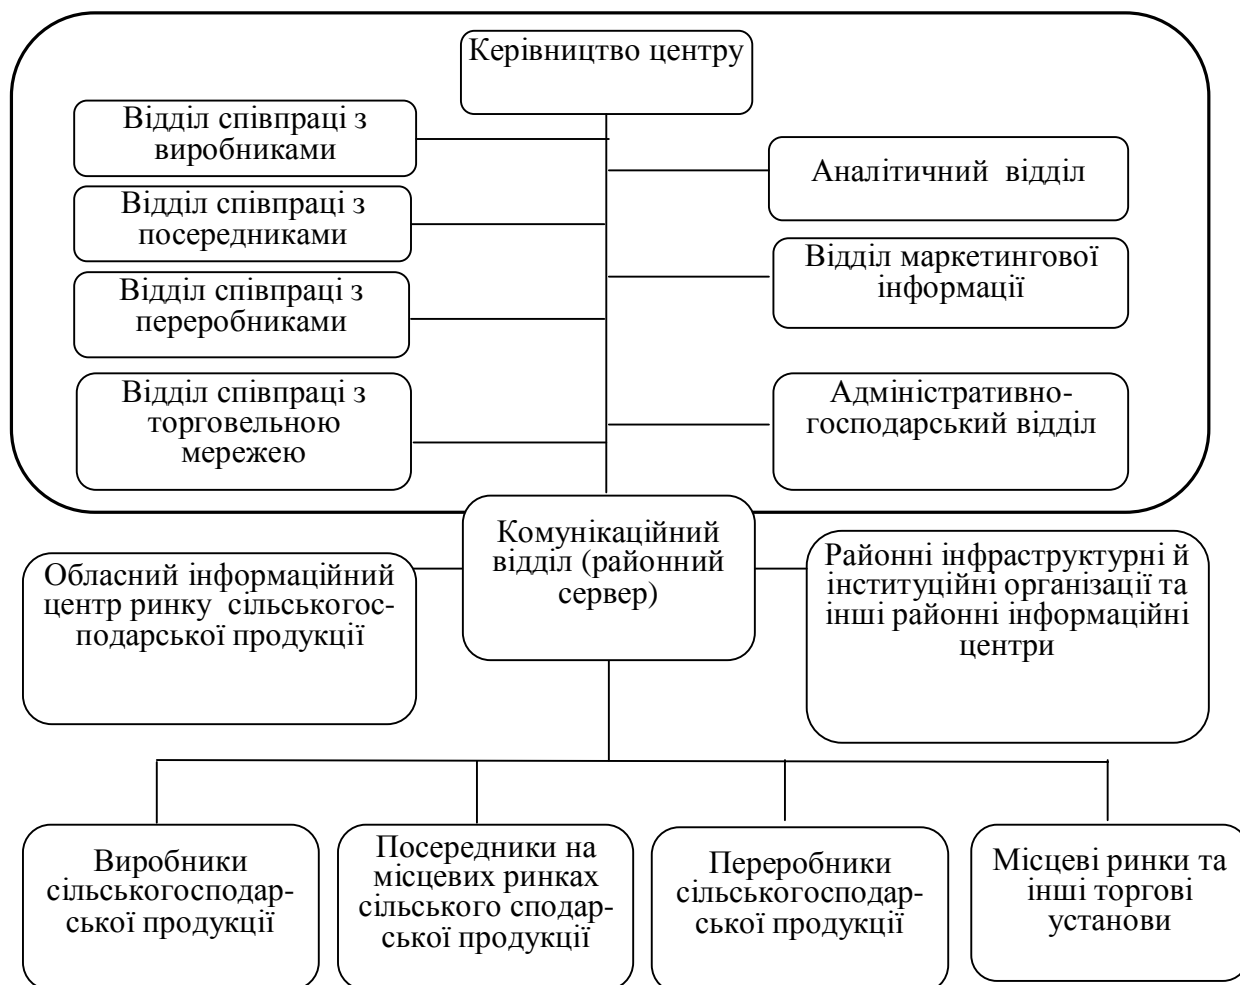 Керівництво центру
Відділ співпраці з
виробниками
Аналітичний відділ
Відділ співпраці з
посередниками
Відділ маркетингової
інформації
Відділ співпраці з
переробниками
Відділ співпраці з
торговельною
мережею
Адміністративно-
господарський відділ
Комунікаційний
відділ (районний
сервер)
Обласний інформаційний
центр ринку сільськогос-
подарської продукції
Районні інфраструктурні й
інституційні організації та
інші районні інформаційні
центри
Виробники
сільськогосподар-
ської продукції
Посередники на
місцевих ринках
сільського сподар-
ської продукції
Переробники
сільськогосподар-
ської продукції
Місцеві ринки та
інші торгові
установи